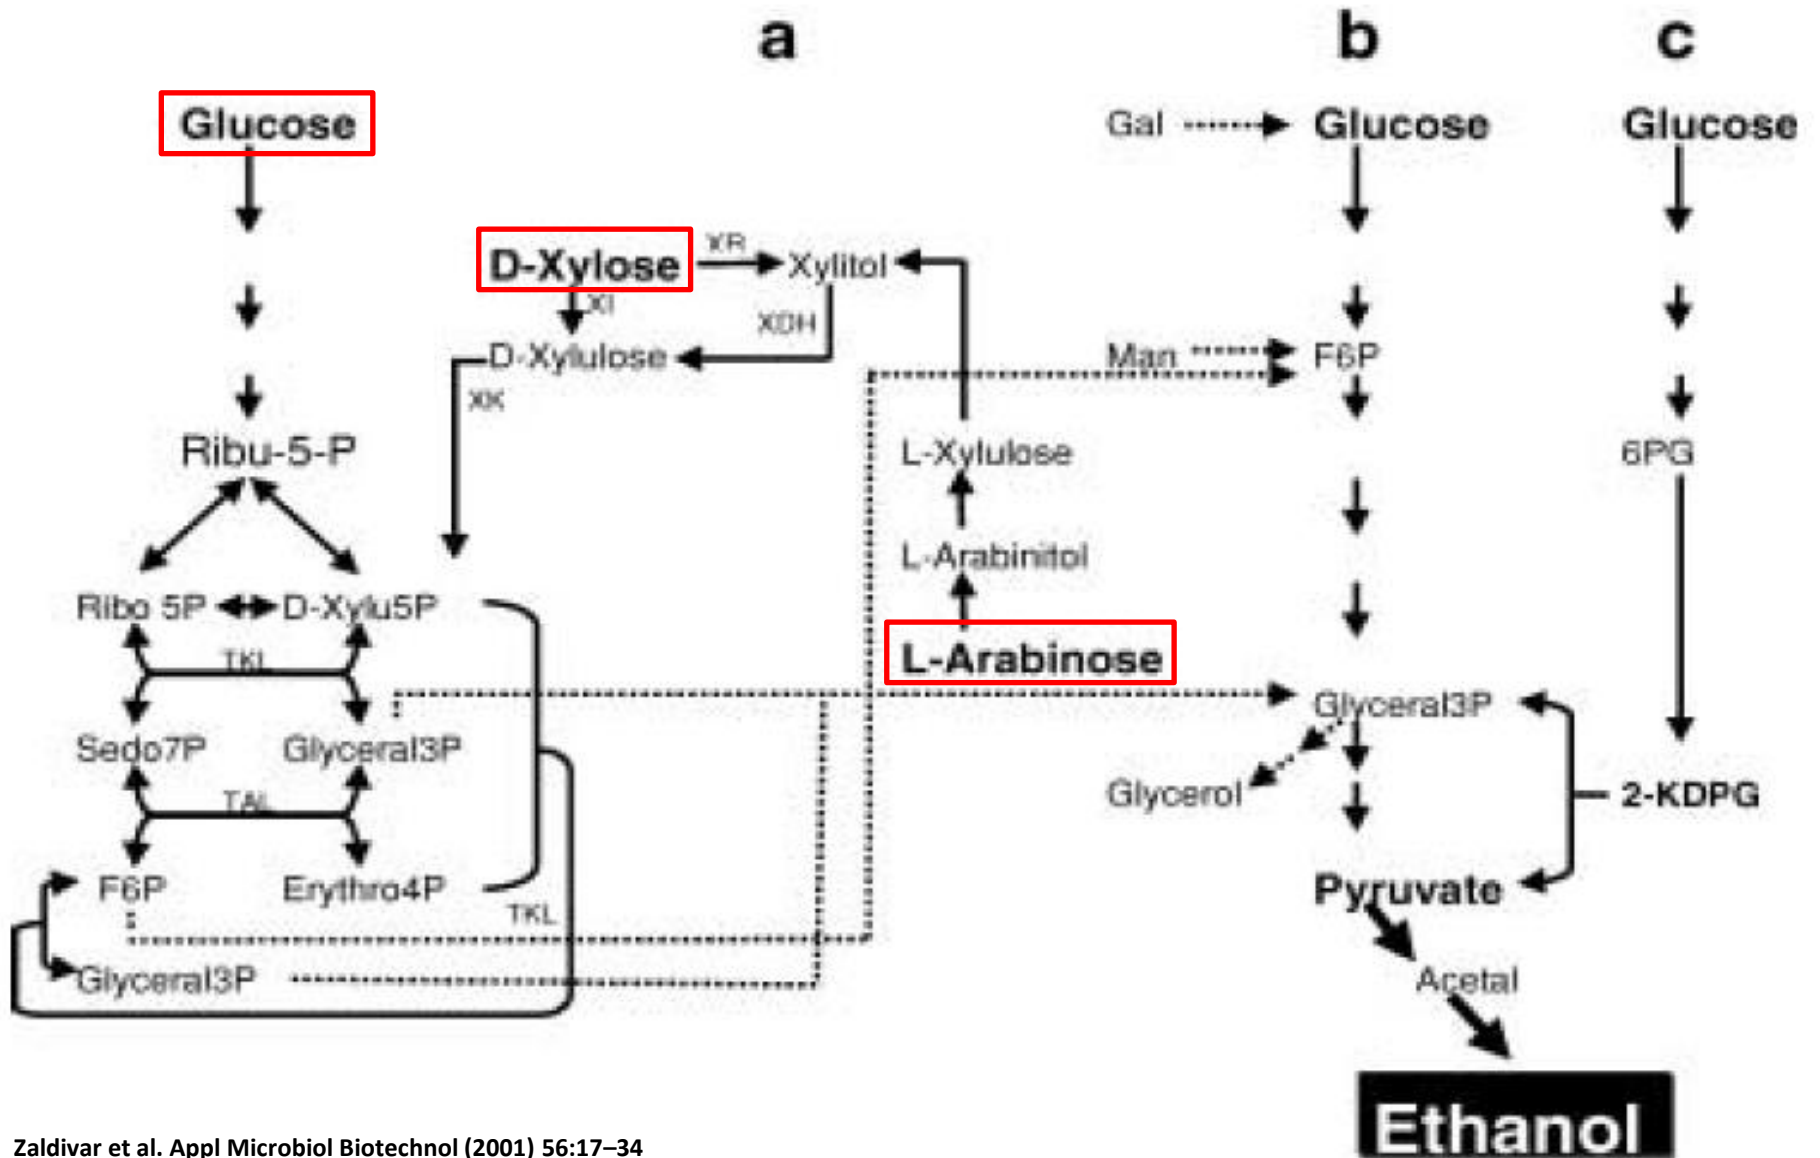 a
b
c
Glucose
Gal
Glucose
Glucose
D-Xylose
XR
Xylitol
XI
XDH
D-Xylulose
Man
F6P
XK
Ribu-5-P
L-Xylulose
6PG
L-Arabinitol
Ribo 5P
D-Xylu5P
TKL
L-Arabinose
Glyceral3P
Sedo7P
Glyceral3P
Glycerol
2-KDPG
TAL
F6P
Erythro4P
Pyruvate
TKL
Glyceral3P
Acetal
Ethanol
Zaldivar et al. Appl Microbiol Biotechnol (2001) 56:17–34